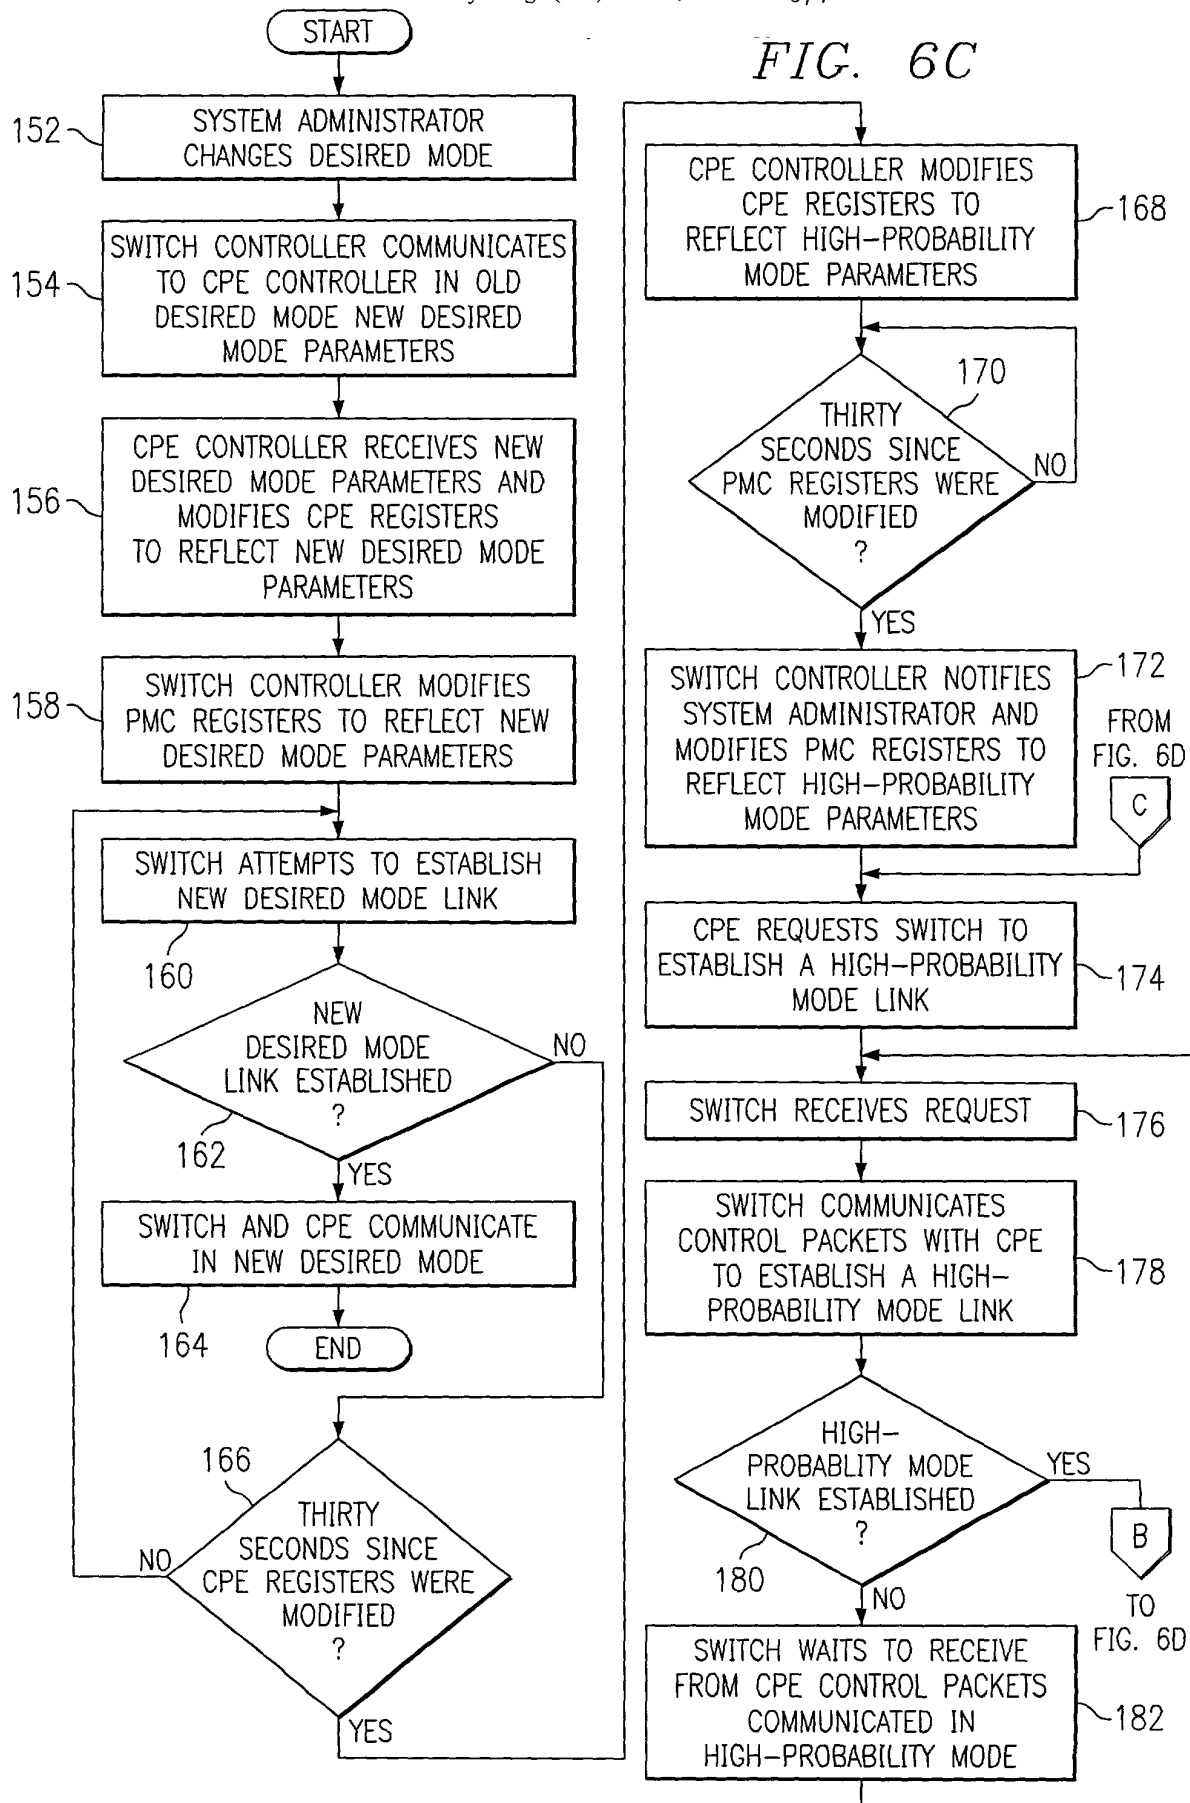 START
FIG. 6C
152
SYSTEM ADMINISTRATOR
CHANGES DESIRED MODE
154
SWITCH CONTROLLER COMMUNICATES
TO CPE CONTROLLER IN OLD
DESIRED MODE NEW DESIRED
MODE PARAMETERS
156
CPE CONTROLLER RECEIVES NEW
DESIRED MODE PARAMETERS AND
MODIFIES CPE REGISTERS
TO REFLECT NEW DESIRED MODE
PARAMETERS
158
SWITCH CONTROLLER MODIFIES
PMC REGISTERS TO REFLECT NEW
DESIRED MODE PARAMETERS
SWITCH ATTEMPTS TO ESTABLISH
NEW DESIRED MODE LINK
160
NEW
DESIRED MODE
LINK ESTABLISHED
?
NO
162
YES
SWITCH AND CPE COMMUNICATE
IN NEW DESIRED MODE
164
END
166
THIRTY
SECONDS SINCE
CPE REGISTERS WERE
MODIFIED
?
NO
YES
CPE CONTROLLER MODIFIES
CPE REGISTERS TO
REFLECT HIGH–PROBABILITY
MODE PARAMETERS
168
170
THIRTY
SECONDS SINCE
PMC REGISTERS WERE
MODIFIED
?
NO
YES
SWITCH CONTROLLER NOTIFIES
SYSTEM ADMINISTRATOR AND
MODIFIES PMC REGISTERS TO
REFLECT HIGH–PROBABILITY
MODE PARAMETERS
172
FROM
FIG. 6D
C
CPE REQUESTS SWITCH TO
ESTABLISH A HIGH–PROBABILITY
MODE LINK
174
SWITCH RECEIVES REQUEST
176
SWITCH COMMUNICATES
CONTROL PACKETS WITH CPE
TO ESTABLISH A HIGH–
PROBABILITY MODE LINK
178
HIGH–
PROBABLITY MODE
LINK ESTABLISHED
?
YES
180
NO
B
TO
FIG. 6D
SWITCH WAITS TO RECEIVE
FROM CPE CONTROL PACKETS
COMMUNICATED IN
HIGH–PROBABILITY MODE
182